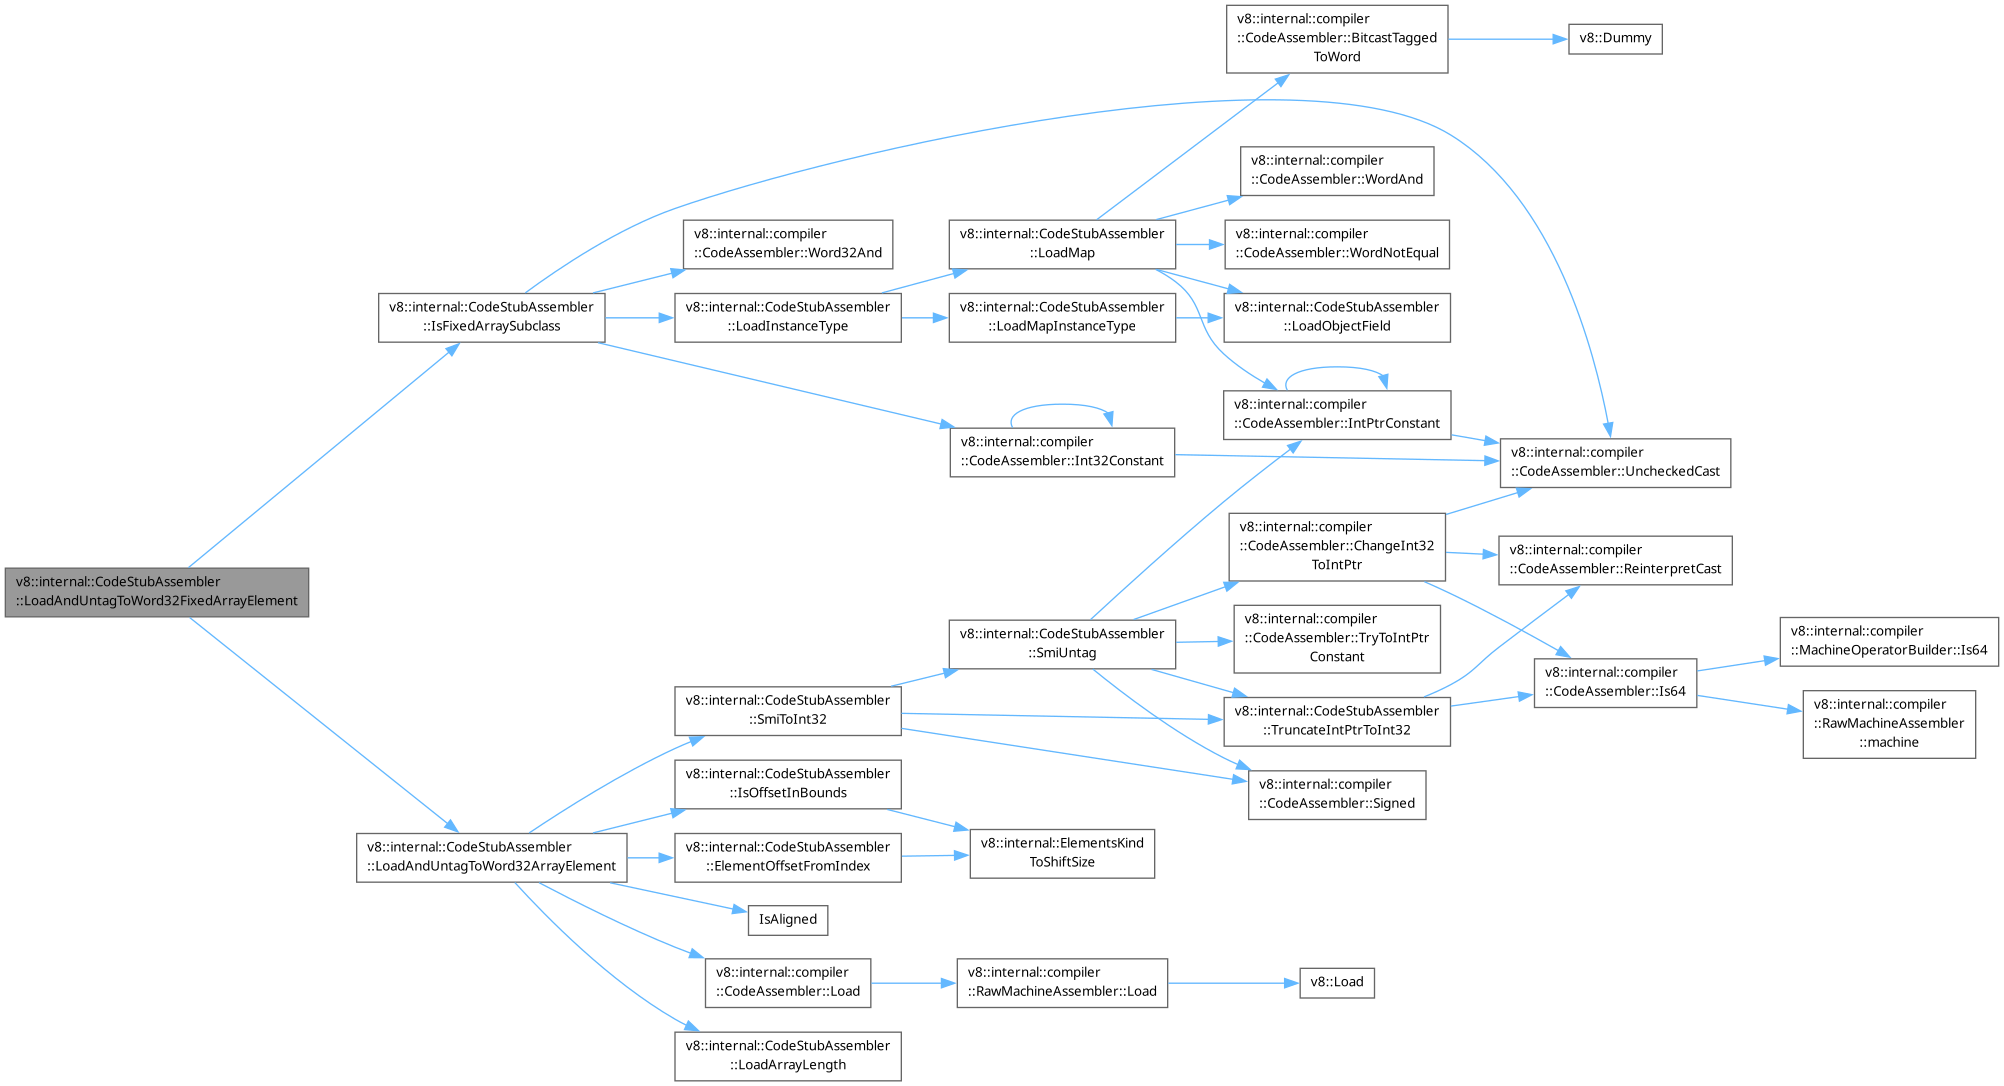 v8::internal::CodeStubAssembler
::LoadAndUntagToWord32FixedArrayElement
v8::internal::CodeStubAssembler
::IsFixedArraySubclass
v8::internal::CodeStubAssembler
::LoadAndUntagToWord32ArrayElement
v8::internal::compiler
::CodeAssembler::Word32And
v8::internal::CodeStubAssembler
::LoadInstanceType
v8::internal::CodeStubAssembler
::SmiToInt32
v8::internal::CodeStubAssembler
::IsOffsetInBounds
v8::internal::CodeStubAssembler
::ElementOffsetFromIndex
IsAligned
v8::internal::compiler
::CodeAssembler::Load
v8::internal::CodeStubAssembler
::LoadArrayLength
v8::internal::CodeStubAssembler
::LoadMap
v8::internal::CodeStubAssembler
::LoadMapInstanceType
v8::internal::compiler
::CodeAssembler::Int32Constant
v8::internal::CodeStubAssembler
::SmiUntag
v8::internal::ElementsKind
ToShiftSize
v8::internal::compiler
::RawMachineAssembler::Load
v8::internal::compiler
::CodeAssembler::BitcastTagged
ToWord
v8::internal::compiler
::CodeAssembler::WordAnd
v8::internal::compiler
::CodeAssembler::WordNotEqual
v8::internal::CodeStubAssembler
::LoadObjectField
v8::internal::compiler
::CodeAssembler::IntPtrConstant
v8::internal::compiler
::CodeAssembler::ChangeInt32
ToIntPtr
v8::internal::compiler
::CodeAssembler::TryToIntPtr
Constant
v8::internal::CodeStubAssembler
::TruncateIntPtrToInt32
v8::internal::compiler
::CodeAssembler::Signed
v8::Load
v8::Dummy
v8::internal::compiler
::CodeAssembler::UncheckedCast
v8::internal::compiler
::CodeAssembler::ReinterpretCast
v8::internal::compiler
::CodeAssembler::Is64
v8::internal::compiler
::MachineOperatorBuilder::Is64
v8::internal::compiler
::RawMachineAssembler
::machine